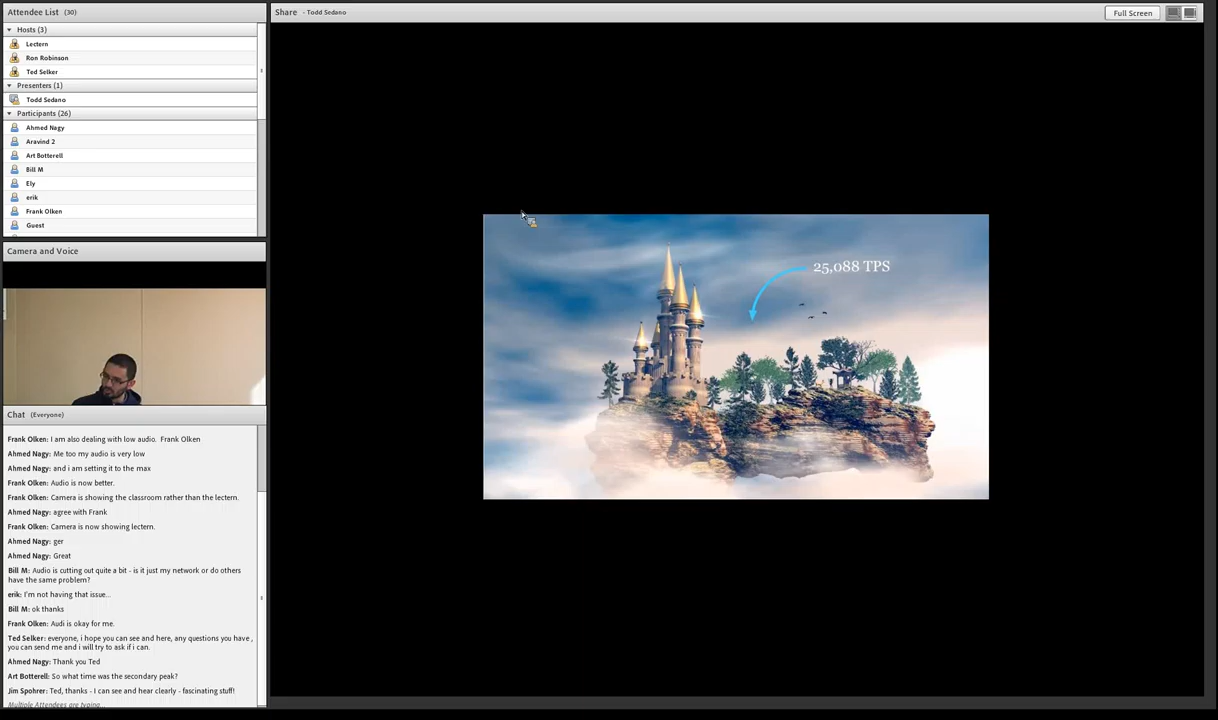 Attendee List (30)
Hosts (3)
Lectern
Ron Robinson
Ted Selker
Presenters (1)
Todd Sedano
Participants (26)
Ahmed Nagy
Aravind 2
Art Botterell
Bill M
Ely
erik
Frank Olken
Guest
Camera and Voice
Chat (Everyone)
Frank Olken: I am also dealing with low audio. Frank Olken
Ahmed Nagy: Me too my audio is very low
Ahmed Nagy: and i am setting it to the max
Frank Olken: Audio is now better.
Frank Olken: Camera is showing the classroom rather than the lectern.
Ahmed Nagy: agree with Frank
Frank Olken: Camera is now showing lectern.
Ahmed Nagy: ger
Ahmed Nagy: Great
Bill M: Audio is cutting out quite a bit - is it just my network or do others
have the same problem?
erik: I'm not having that issue...
Bill M: ok thanks
Frank Olken: Audi is okay for me.
Ted Selker: everyone, i hope you can see and here, any questions you have ,
you can send me and i will try to ask if i can.
Ahmed Nagy: Thank you Ted
Art Botterell: So what time was the secondary peak?
Jim Spohrer: Ted, thanks - I can see and hear clearly - fascinating stuff!
Multiple Attendees are typing...
Share - Todd Sedano
Full Screen
25,088 TPS